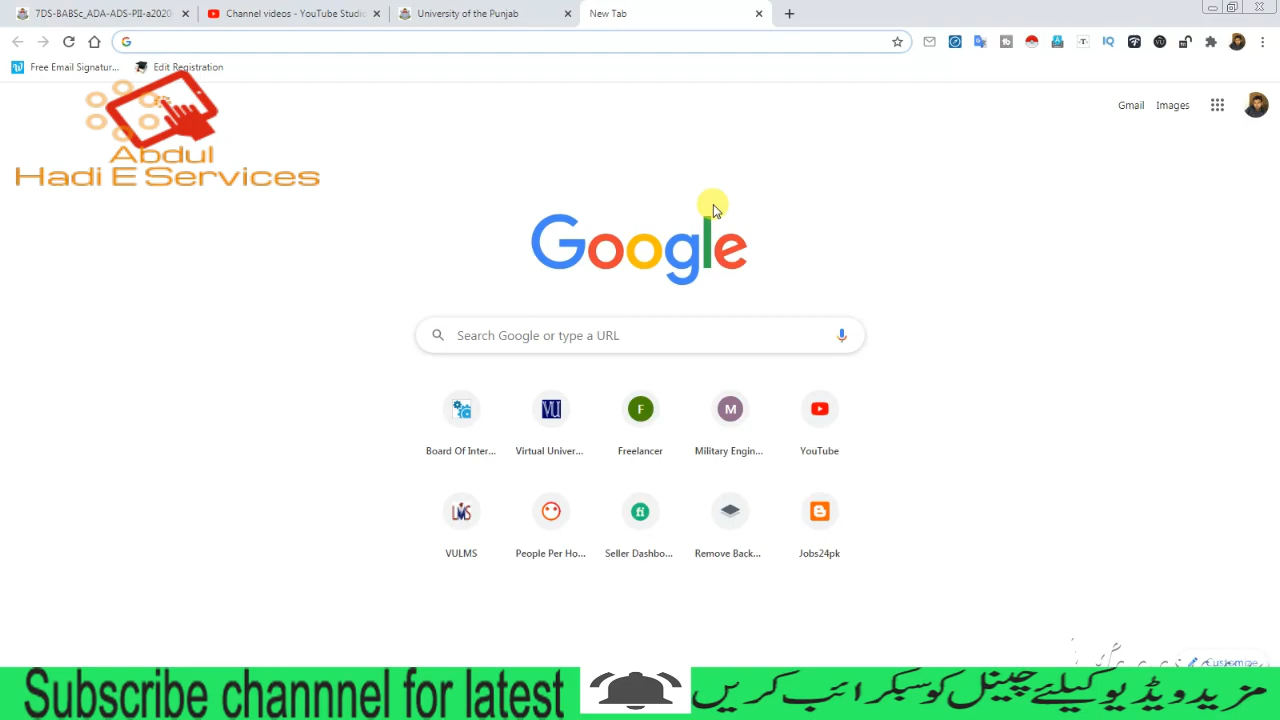 7DS-BABSc_ADA-ADS-PII-a2020-
Channel videos - YouTube Studio
University of the Punjab
New Tab
Free Email Signatur...
Edit Registration
Gmail
Images
Abdul
Hadi E Services
Google
Search Google or type a URL
Board Of Inter...
Virtual Univer...
Freelancer
Military Engin...
YouTube
VULMS
People Per Ho...
Seller Dashbo...
Remove Back...
Jobs24pk
Customize
Subscribe channnel for latest
مزید ویڈیو کیلئے چینل کو سبکرائب کریں